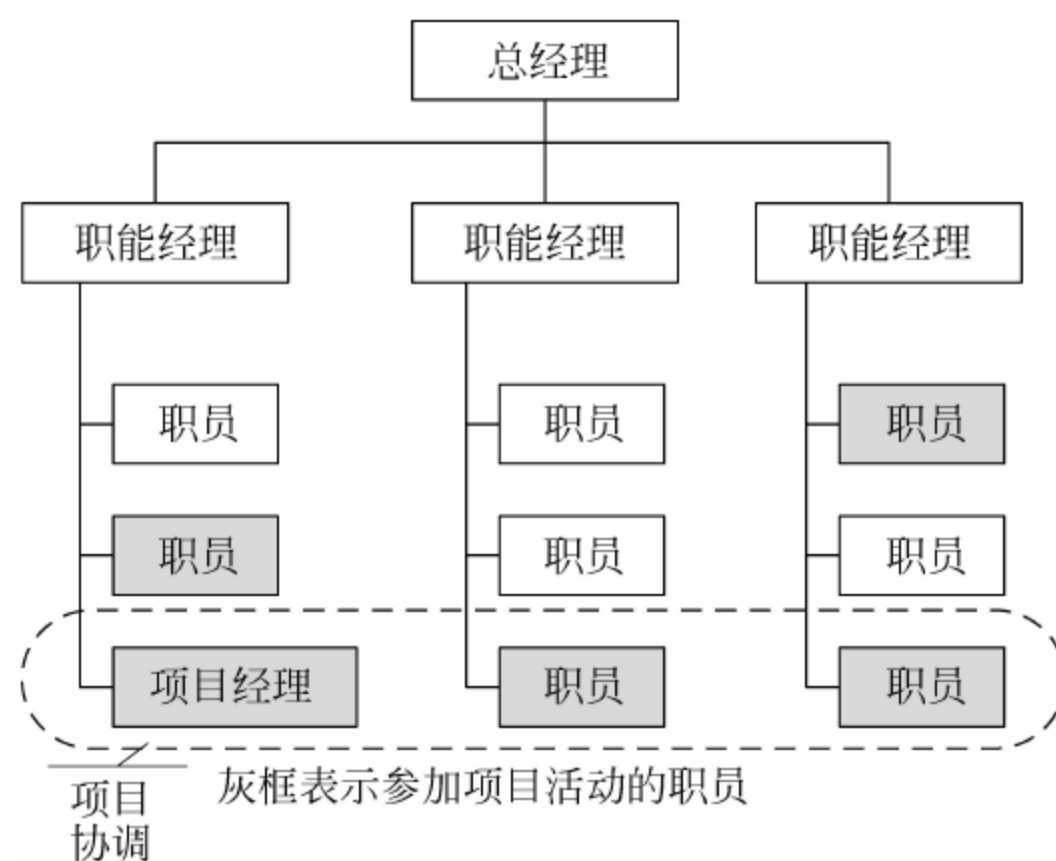 总经理
职能经理 职能经理 职能经理
职员 职员 职员
职员 职员 职员
项目经理 职员 职员
项目
协调
灰框表示参加项目活动的职员